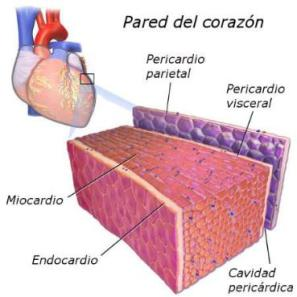 Pared del corazón
Pericardio
parietal
Pericardio
visceral
Miocardio
Endocardio
Cavidad
pericárdica